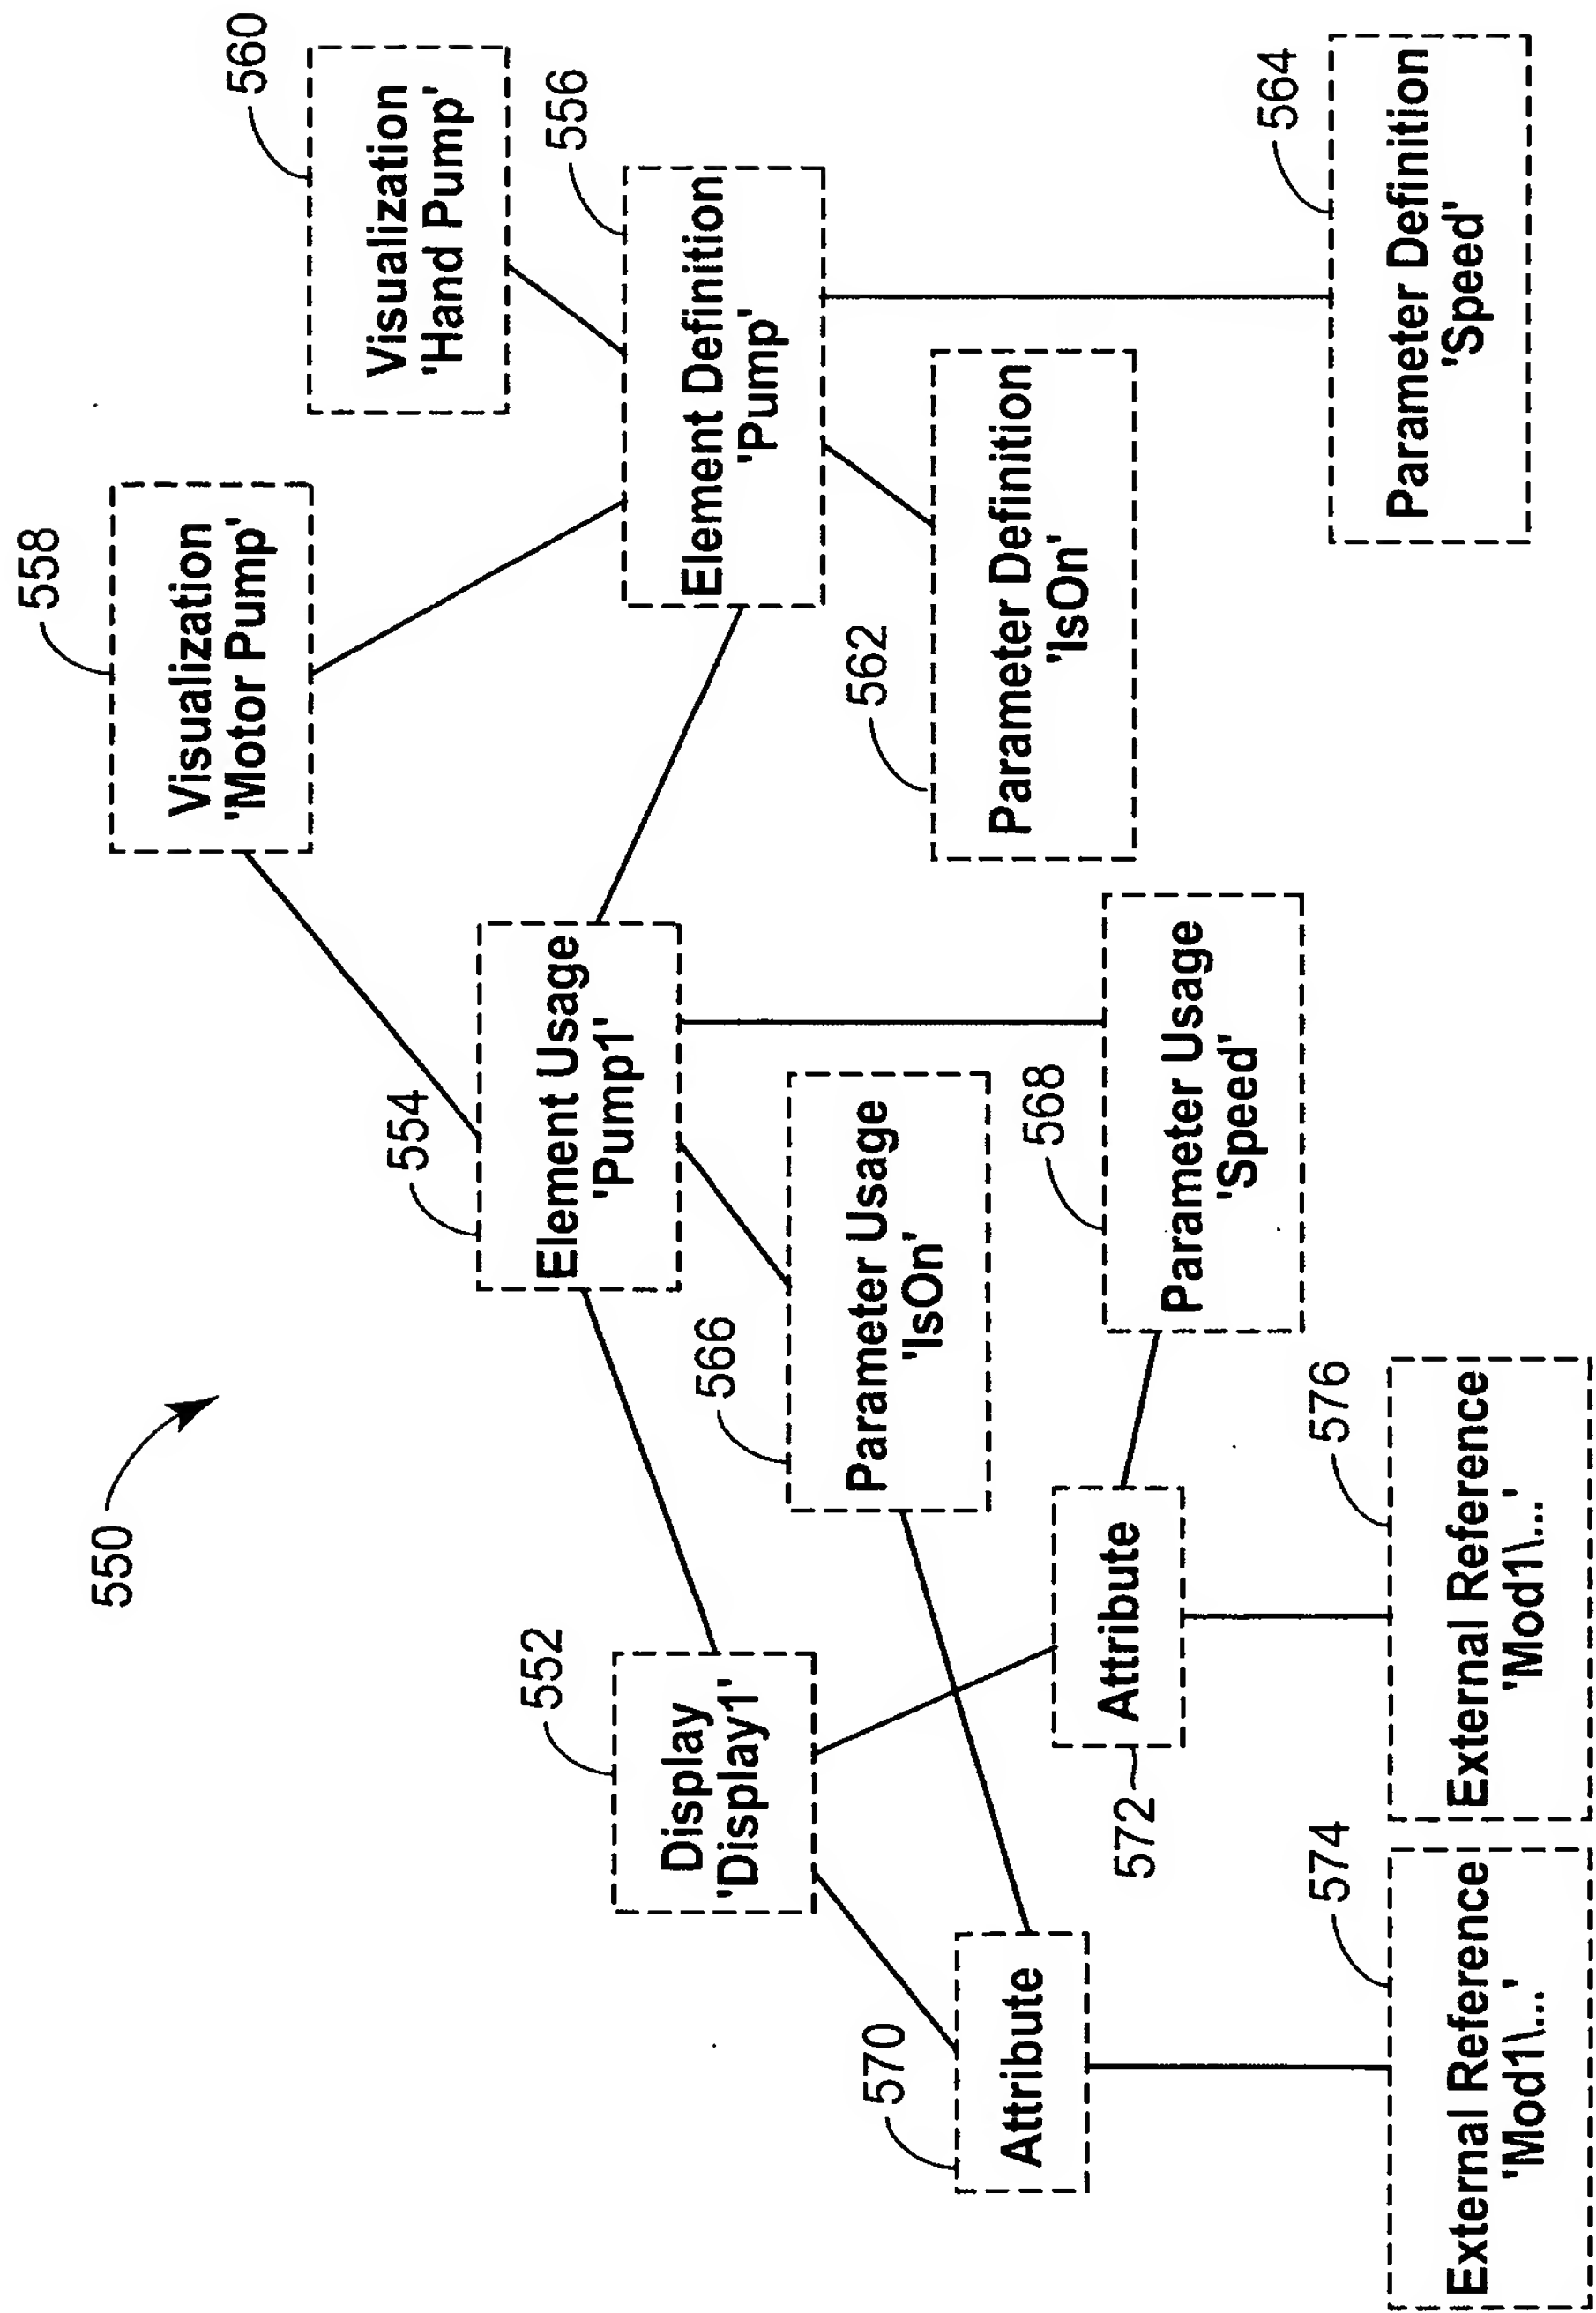 550
558
Visualization
'Motor Pump'
560
Visualization
'Hand Pump'
554
Element Usage
'Pump1'
556
Element Definition
'Pump'
552
Display
'Display1'
566
Parameter Usage
'IsOn'
562
Parameter Definition
'IsOn'
570
Attribute
572
Attribute
568
Parameter Usage
'Speed'
564
Parameter Definition
'Speed'
574
External Reference
'Mod1\...'
576
External Reference
'Mod1\...'